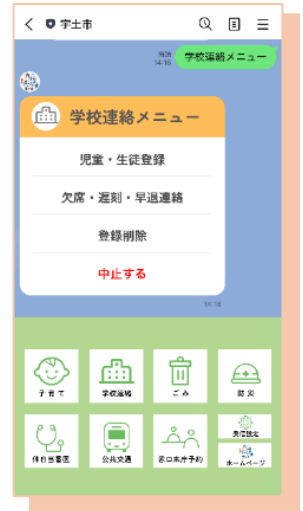 宇土市
既読
14:16
学校連絡メニュー
学校連絡メニュー
児童・生徒登録
欠席・遅刻・早退連絡
登録削除
中止する
14:16
子育て
学校連絡
ごみ
防災
休日当番医
公共交通
窓口来庁予約
受信設定
ホームページ